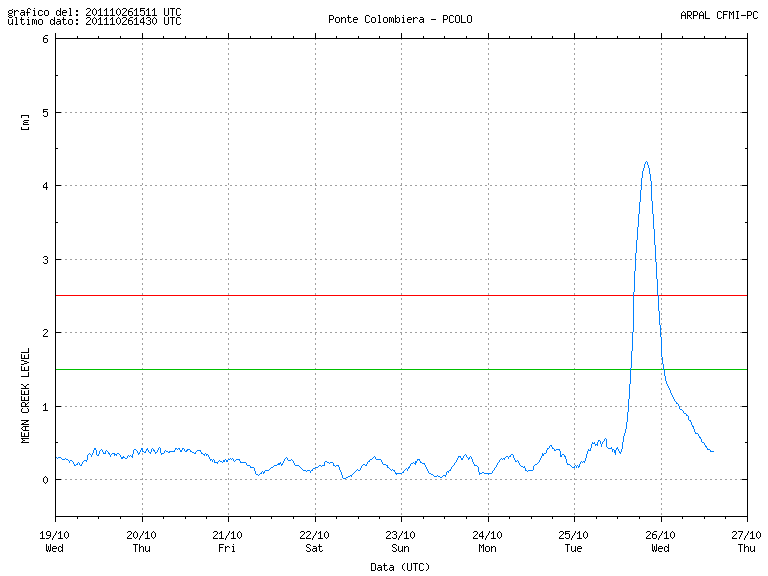 grafico del: 201110261511 UTC
ultimo dato: 201110261430 UTC
Ponte Colombiera - PCOLO
ARPAL CFMI-PC
6
5
4
3
2
1
0
[m]
MEAN CREEK LEVEL
19/10 20/10 21/10 22/10 23/10 24/10 25/10 26/10 27/10
Wed Thu Fri Sat Sun Mon Tue Wed Thu
Data (UTC)